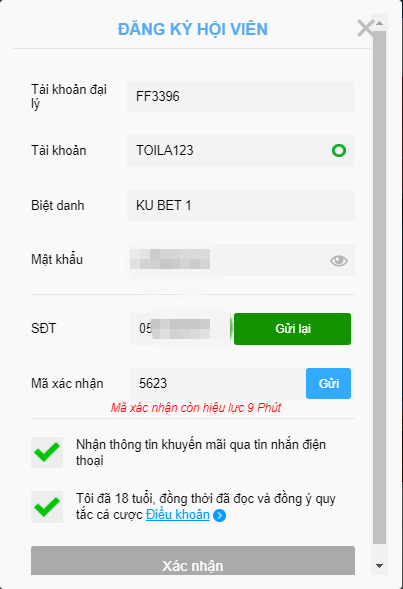 ĐĂNG KÝ HỘI VIÊN
Tài khoản đại
lý
FF3396
Tài khoản
TOILA123
Biệt danh
KU BET 1
Mật khẩu
SĐT
05
Gửi lại
Mã xác nhận
5623
Gửi
Mã xác nhận còn hiệu lực 9 Phút
Nhận thông tin khuyến mãi qua tin nhắn điện
thoại
Tôi đã 18 tuổi, đồng thời đã đọc và đồng ý quy
tắc cá cược Điều khoản
Xác nhận